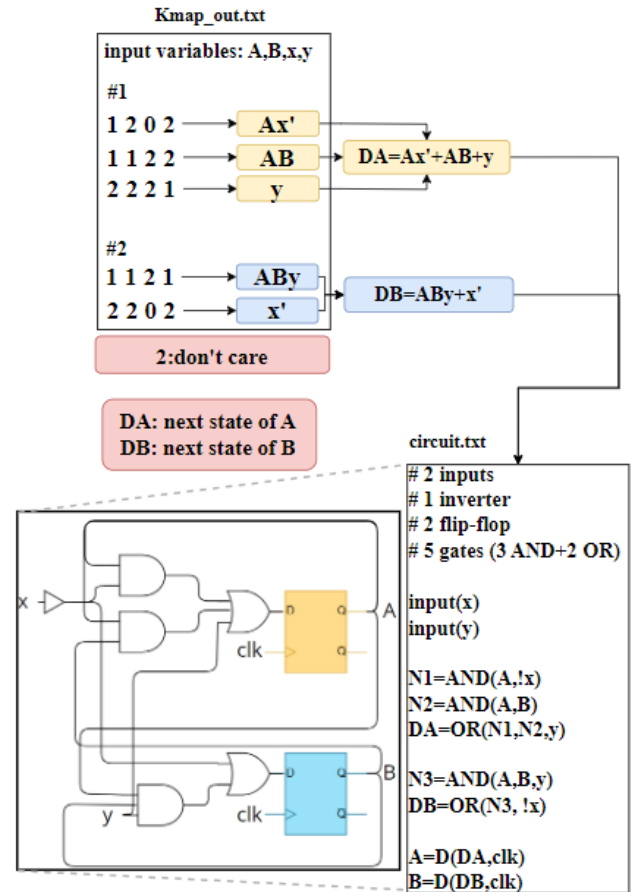 Kmap_out.txt
input variables: A,B,x,y
#1
1 2 0 2
Ax'
1 1 2 2
AB
DA=Ax'+AB+y
2 2 2 1
y
#2
1 1 2 1
ABy
DB=ABy+x'
2 2 0 2
x'
2:don't care
DA: next state of A
DB: next state of B
circuit.txt
# 2 inputs
# 1 inverter
# 2 flip-flop
# 5 gates (3 AND+2 OR)
input(x)
input(y)
N1=AND(A,!x)
N2=AND(A,B)
DA=OR(N1,N2,y)
N3=AND(A,B,y)
DB=OR(N3, !x)
A=D(DA,clk)
B=D(DB,clk)
x
D
Q
A
clk
Q
D
Q
B
y
clk
Q